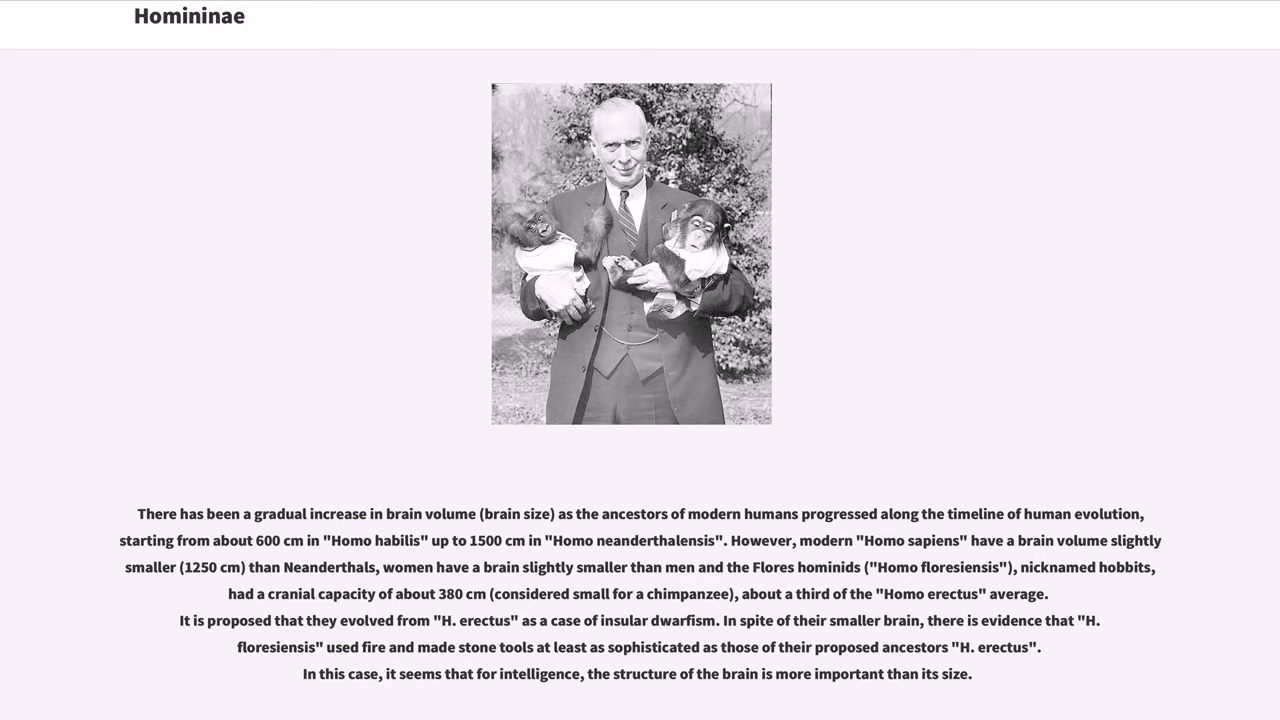 Homininae
There has been a gradual increase in brain volume (brain size) as the ancestors of modern humans progressed along the timeline of human evolution,
starting from about 600 cm in "Homo habilis" up to 1500 cm in "Homo neanderthalensis". However, modern "Homo sapiens" have a brain volume slightly
smaller (1250 cm) than Neanderthals, women have a brain slightly smaller than men and the Flores hominids ("Homo floresiensis"), nicknamed hobbits,
had a cranial capacity of about 380 cm (considered small for a chimpanzee), about a third of the "Homo erectus" average.
It is proposed that they evolved from "H. erectus" as a case of insular dwarfism. In spite of their smaller brain, there is evidence that "H.
floresiensis" used fire and made stone tools at least as sophisticated as those of their proposed ancestors "H. erectus".
In this case, it seems that for intelligence, the structure of the brain is more important than its size.